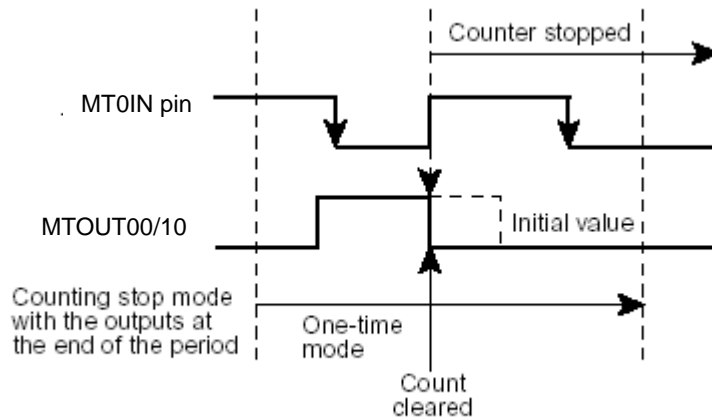 Counter stopped
. MT0IN pin
MTOUT00/10
Initial value
Counting stop mode
with the outputs at
the end of the period
One-time
mode
Count
cleared